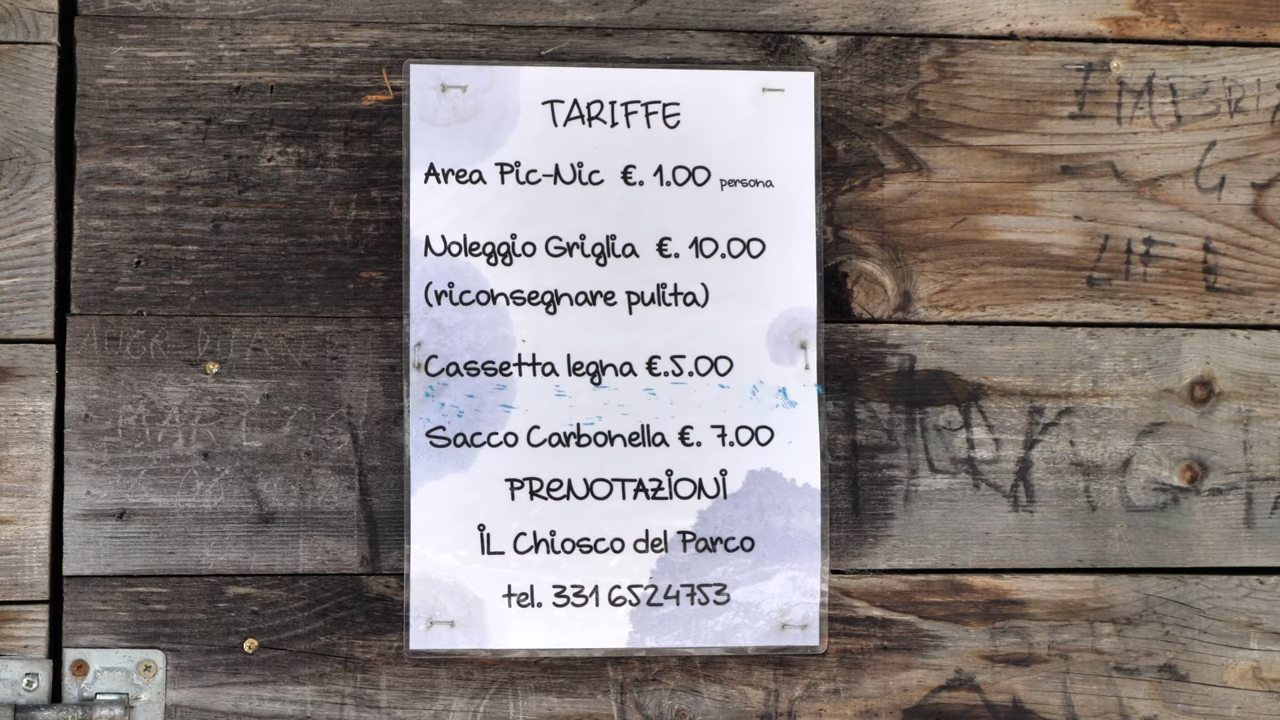 TARIFFE
Area Pic-Nic €. 1.00 persona
Noleggio Griglia €. 10.00
(riconsegnare pulita)
Cassetta legna €.5.00
Sacco Carbonella €. 7.00
PRENOTAZIONI
IL Chiosco del Parco
tel. 331 6524753
LIFE